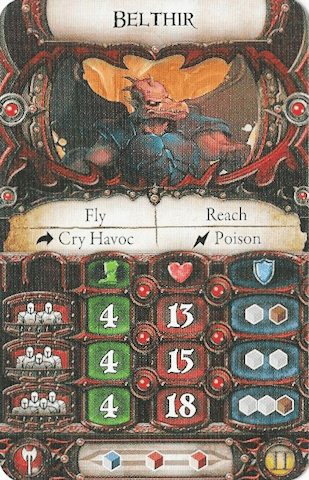 BELTHIR
Fly Reach
Cry Havoc Poison
4 13
4 15
4 18
II